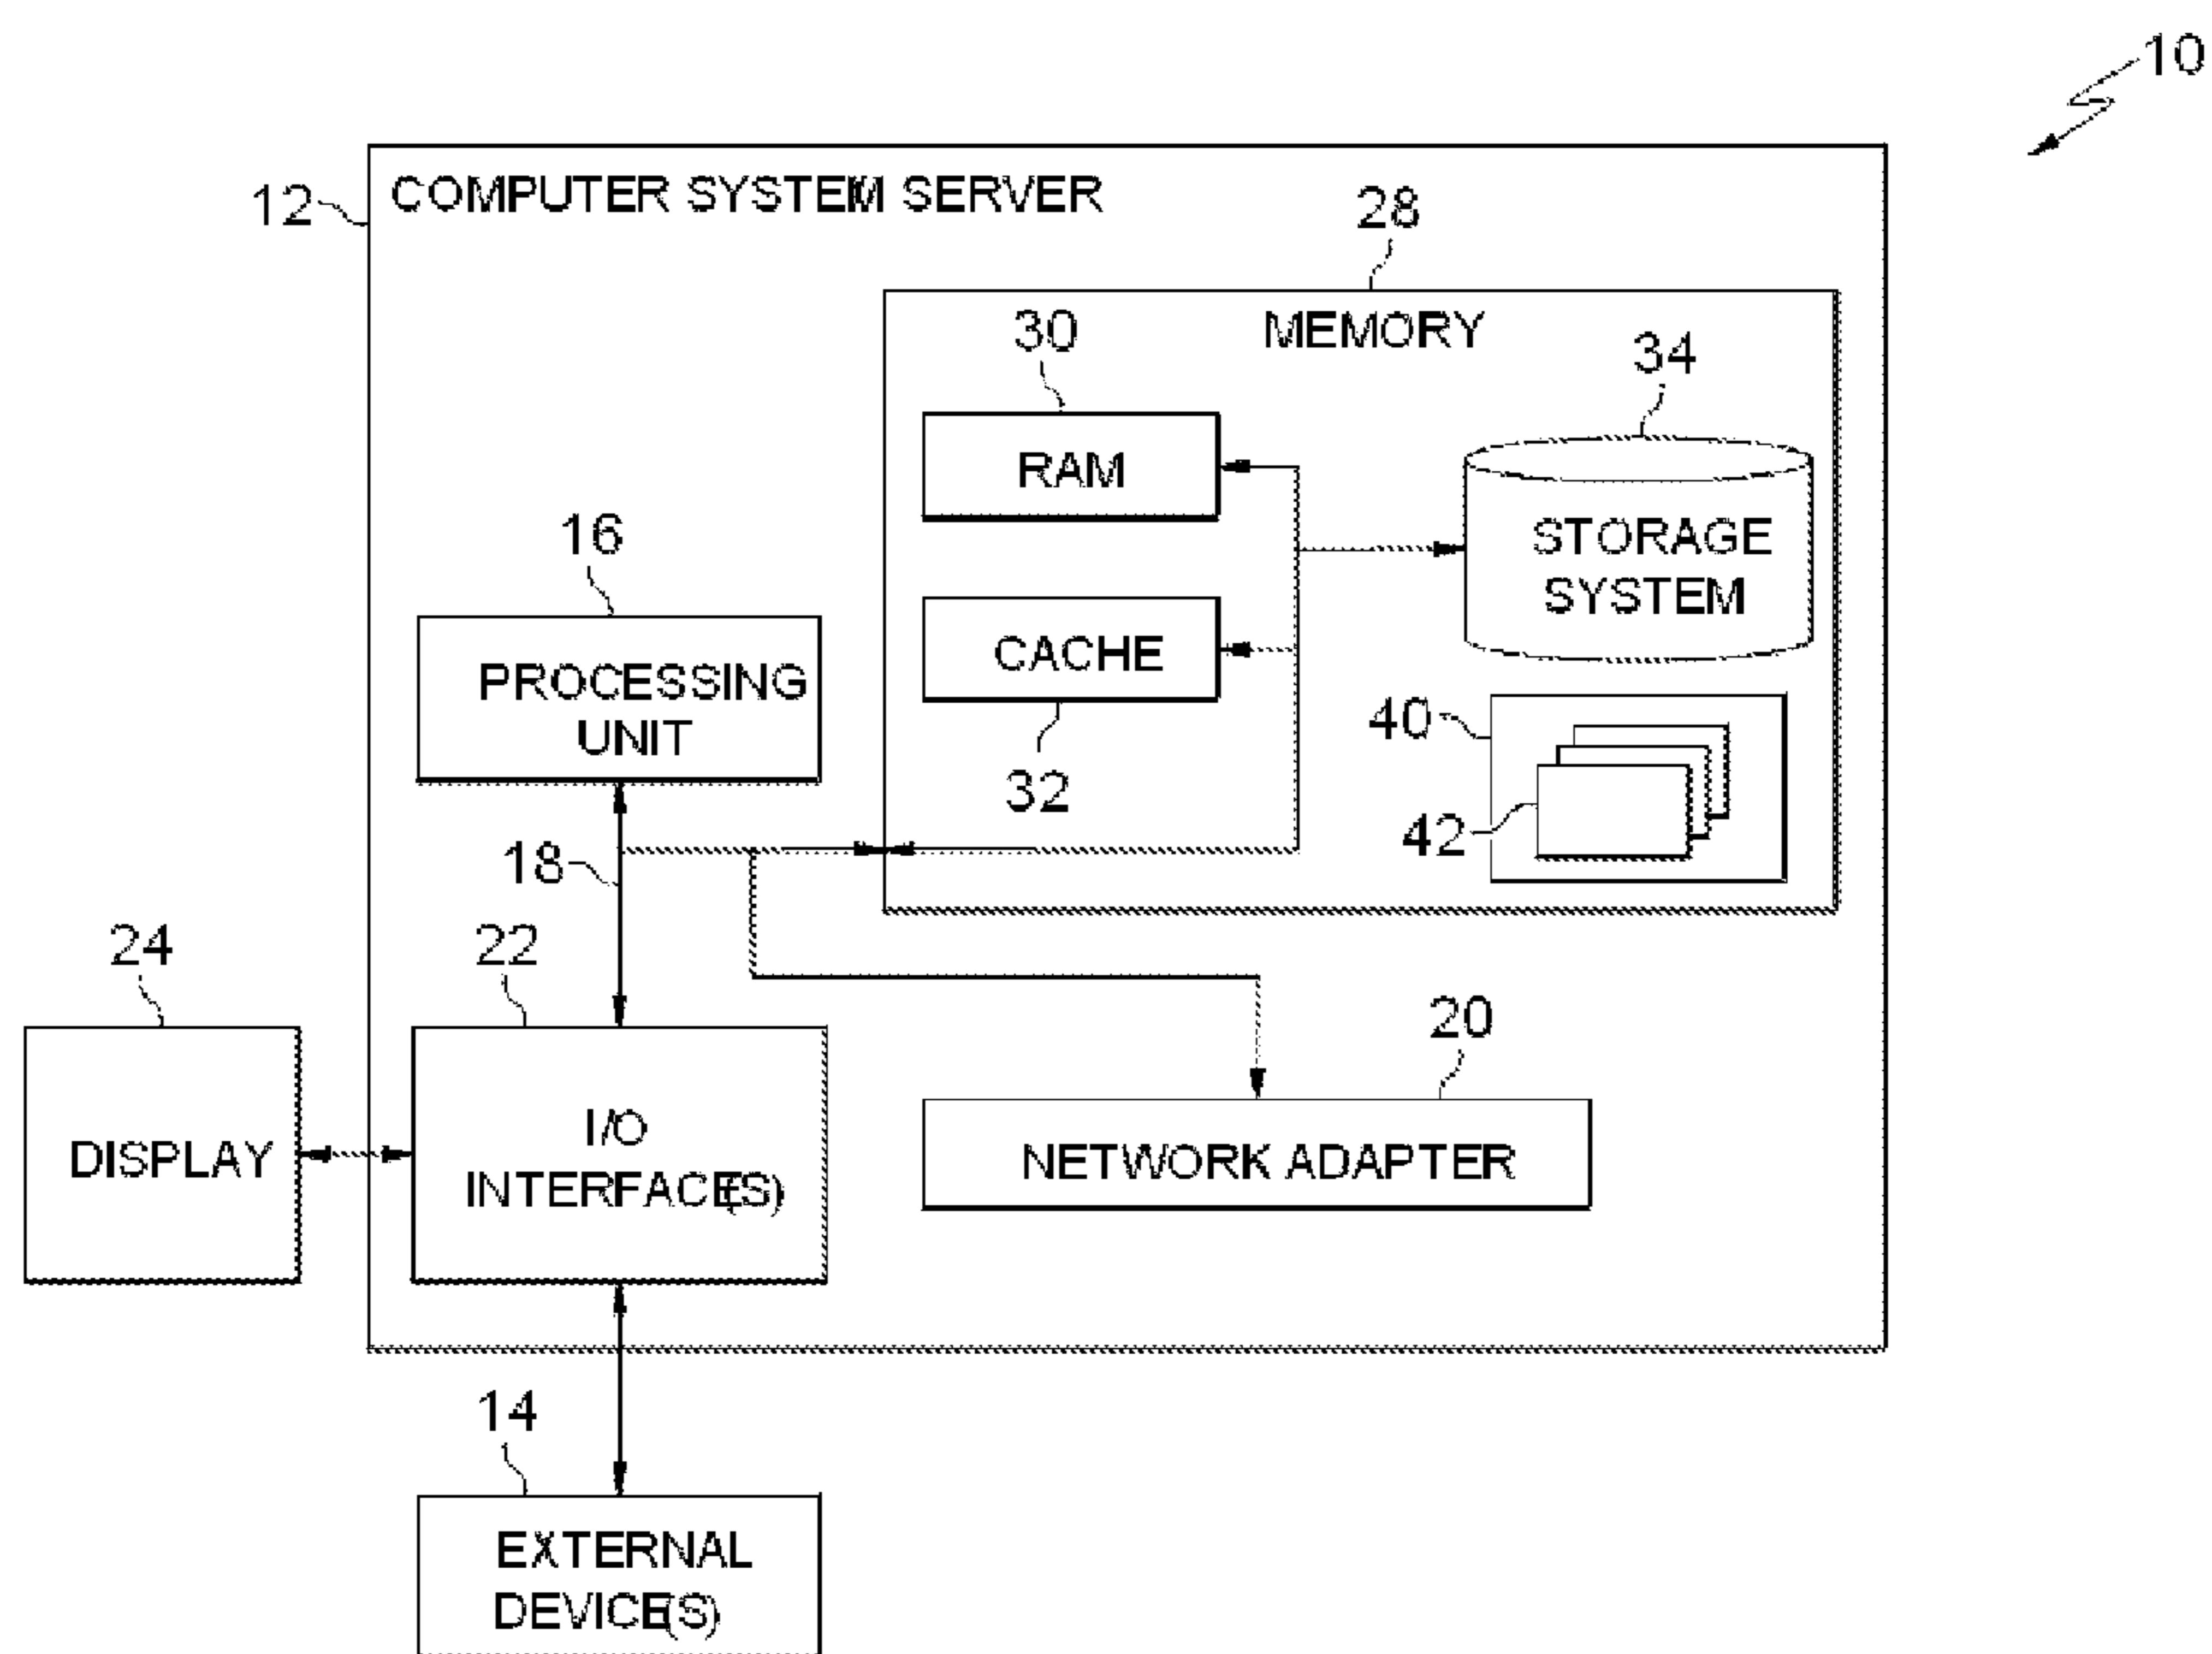 10
12
COMPUTER SYSTEM SERVER
28
MEMORY
30
34
RAM
STORAGE
SYSTEM
16
PROCESSING
UNIT
CACHE
32
40
42
18
24
22
20
DISPLAY
I/O
INTERFACE(S)
NETWORK ADAPTER
14
EXTERNAL
DEVICE(S)